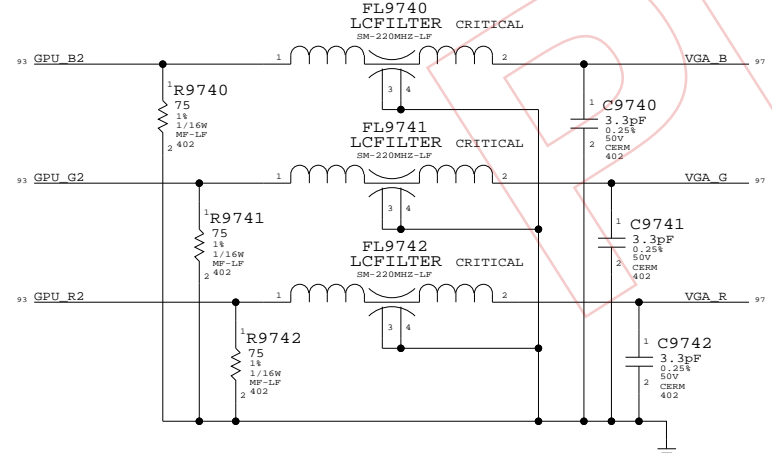 FL9740
LCFILTER CRITICAL
SM-220MHZ-LF
93 GPU_B2 1 2 VGA_B 97
3 4
1 R9740
75
1%
1/16W
MF-LF
2 402
1 C9740
3.3pF
0.25%
50V
CERM
2 402
FL9741
LCFILTER CRITICAL
SM-220MHZ-LF
93 GPU_G2 1 2 VGA_G 97
3 4
1 R9741
75
1%
1/16W
MF-LF
2 402
1 C9741
3.3pF
0.25%
50V
2 CERM
402
FL9742
LCFILTER CRITICAL
SM-220MHZ-LF
93 GPU_R2 1 2 VGA_R 97
3 4
1 R9742
75
1%
1/16W
MF-LF
2 402
1 C9742
3.3pF
0.25%
50V
2 CERM
402